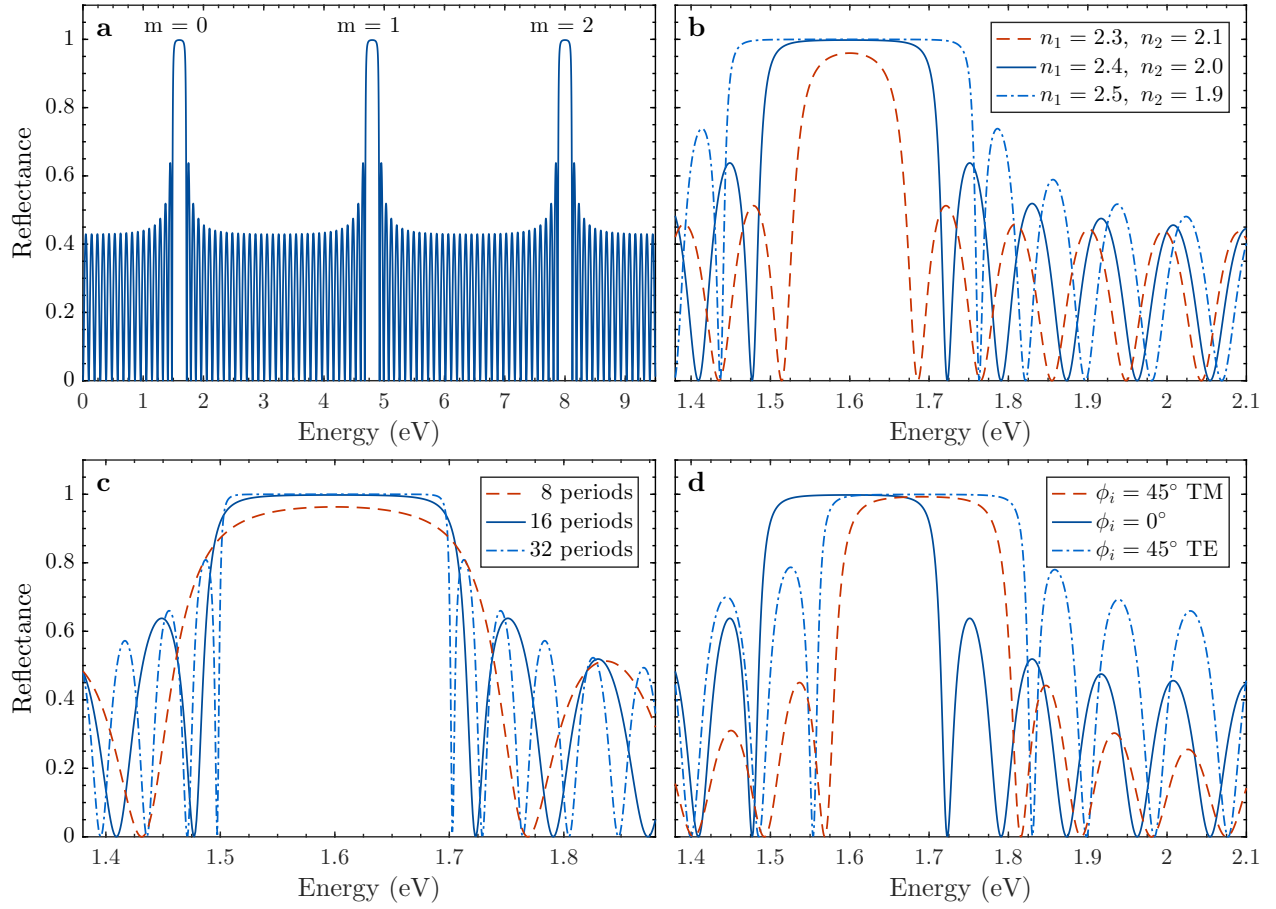 a
m = 0
m = 1
m = 2
Reflectance
1
0.8
0.6
0.4
0.2
0
0
1
2
3
4
5
6
7
8
9
Energy (eV)
b
n₁ = 2.3, n₂ = 2.1
n₁ = 2.4, n₂ = 2.0
n₁ = 2.5, n₂ = 1.9
1.4
1.5
1.6
1.7
1.8
1.9
2
2.1
Energy (eV)
c
8 periods
16 periods
32 periods
Reflectance
1
0.8
0.6
0.4
0.2
0
1.4
1.5
1.6
1.7
1.8
Energy (eV)
d
ϕᵢ = 45° TM
ϕᵢ = 0°
ϕᵢ = 45° TE
1.4
1.5
1.6
1.7
1.8
1.9
2
2.1
Energy (eV)